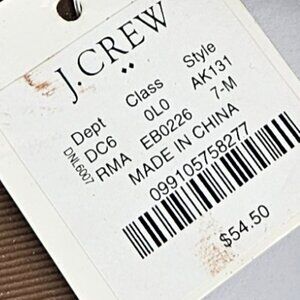 J.CREW
Dept Class Style
DC6 0L0 AK131
DNL6007
RMA EB0226 7-M
MADE IN CHINA
099105758277
$54.50